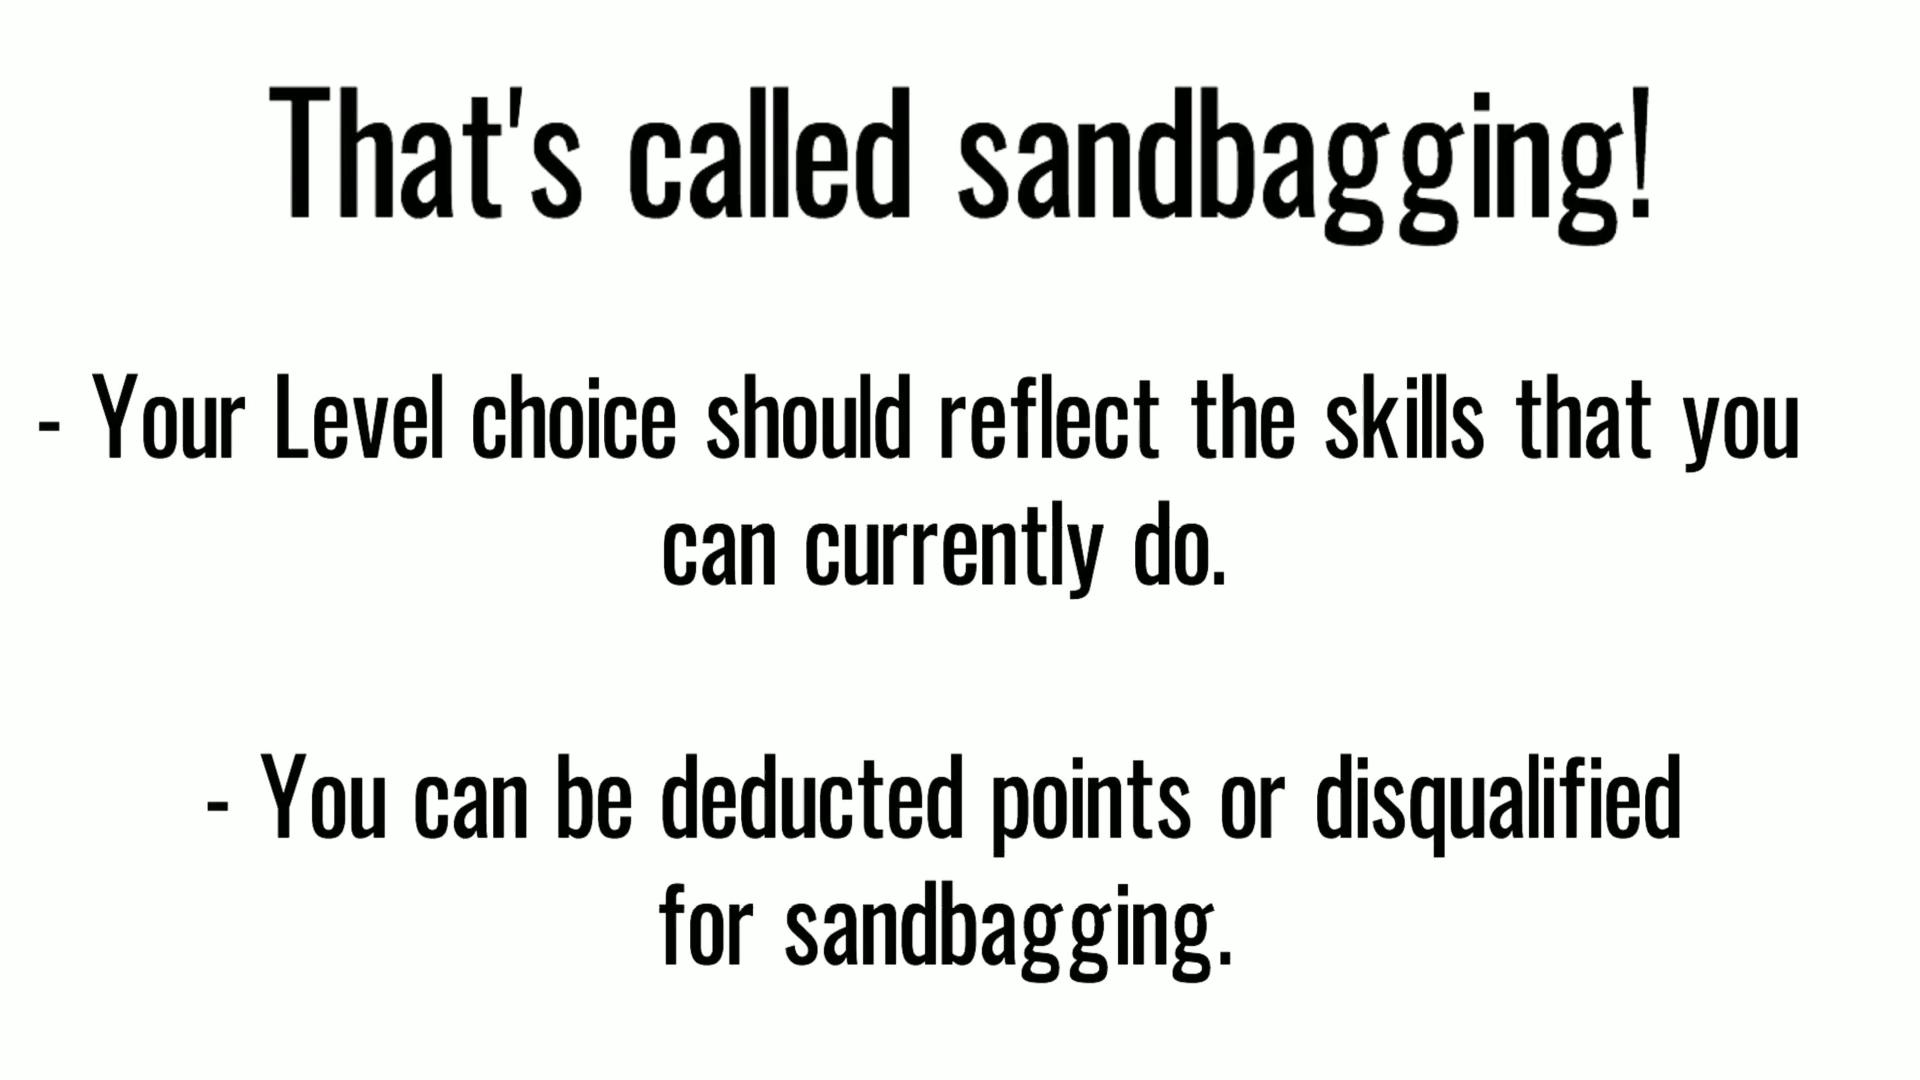 That's called sandbagging!
- Your Level choice should reflect the skills that you
can currently do.
- You can be deducted points or disqualified
for sandbagging.